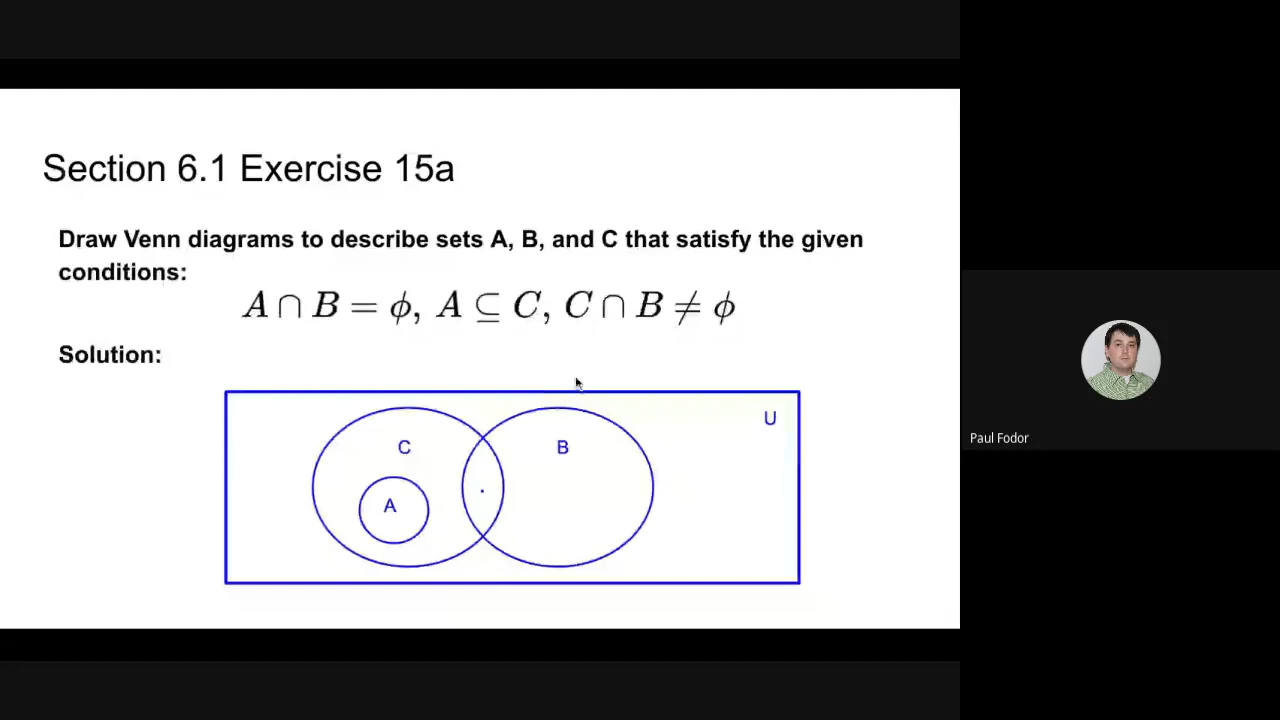 Section 6.1 Exercise 15a
Draw Venn diagrams to describe sets A, B, and C that satisfy the given
conditions:
A ∩ B = ϕ, A ⊆ C, C ∩ B ≠ ϕ
Solution:
U
C
B
A
Paul Fodor